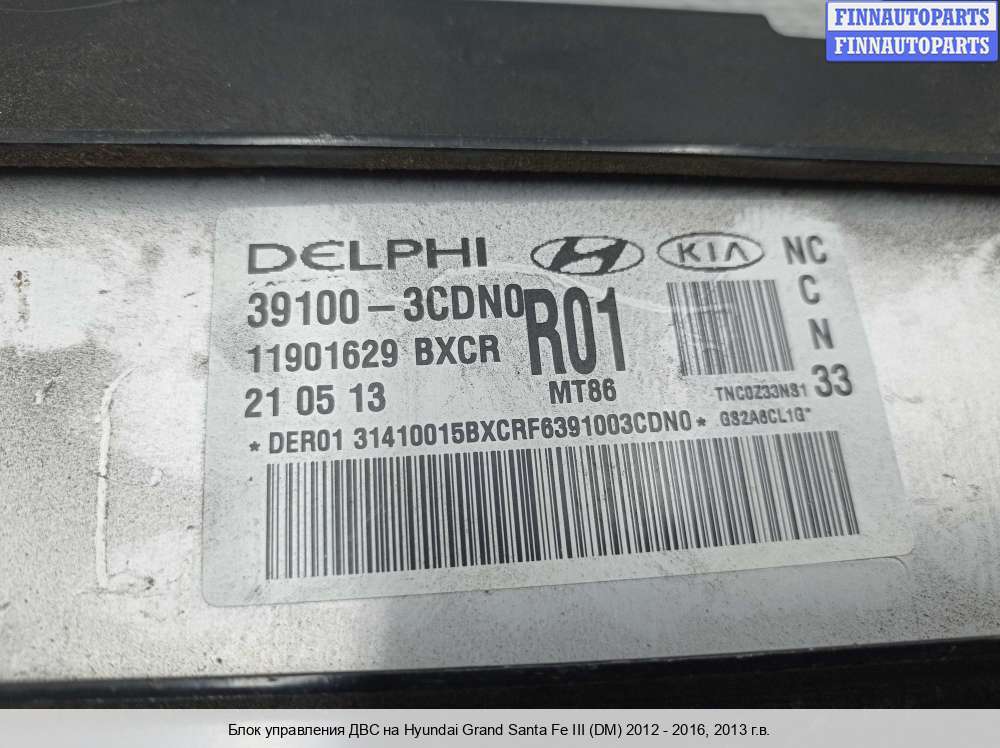 FINNAUTOPARTS
FINNAUTOPARTS
DELPHI KIA NC
39100-3CDN0 R01 C
11901629 BXCR N
21 05 13 MT86 TNC0Z33NS1 33
* DER01 31410015BXCRF6391003CDN0* GS2A6CL1G*
Блок управления ДВС на Hyundai Grand Santa Fe III (DM) 2012 - 2016, 2013 г.в.